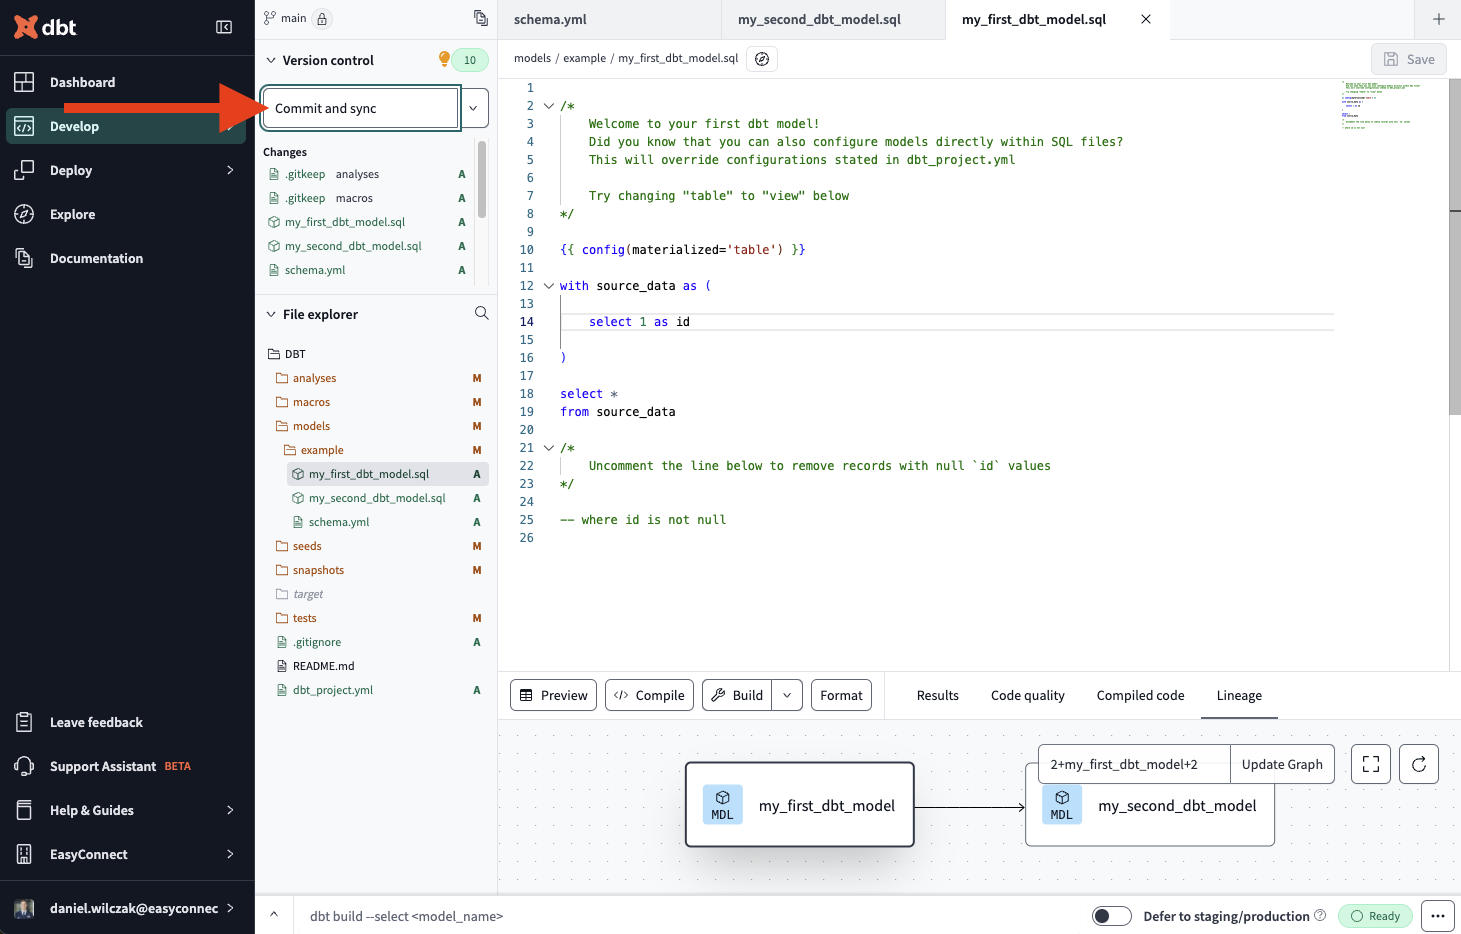 dbt
Dashboard
Develop
Deploy
Explore
Documentation
Leave feedback
Support Assistant BETA
Help & Guides
EasyConnect
daniel.wilczak@easyconnec
main
Version control
10
Commit and sync
Changes
.gitkeep analyses A
.gitkeep macros A
my_first_dbt_model.sql A
my_second_dbt_model.sql A
schema.yml A
File explorer
DBT
analyses M
macros M
models M
example M
my_first_dbt_model.sql A
my_second_dbt_model.sql A
schema.yml A
seeds M
snapshots M
target
tests M
.gitignore A
README.md
dbt_project.yml A
schema.yml my_second_dbt_model.sql my_first_dbt_model.sql
models / example / my_first_dbt_model.sql
Save
1
2 /*
3 Welcome to your first dbt model!
4 Did you know that you can also configure models directly within SQL files?
5 This will override configurations stated in dbt_project.yml
6
7 Try changing "table" to "view" below
8 */
9
10 {{ config(materialized='table') }}
11
12 with source_data as (
13
14 select 1 as id
15
16 )
17
18 select *
19 from source_data
20
21 /*
22 Uncomment the line below to remove records with null `id` values
23 */
24
25 -- where id is not null
26
Preview </> Compile Build Format Results Code quality Compiled code Lineage
2+my_first_dbt_model+2 Update Graph
MDL my_first_dbt_model
MDL my_second_dbt_model
dbt build --select <model_name>
Defer to staging/production
Ready